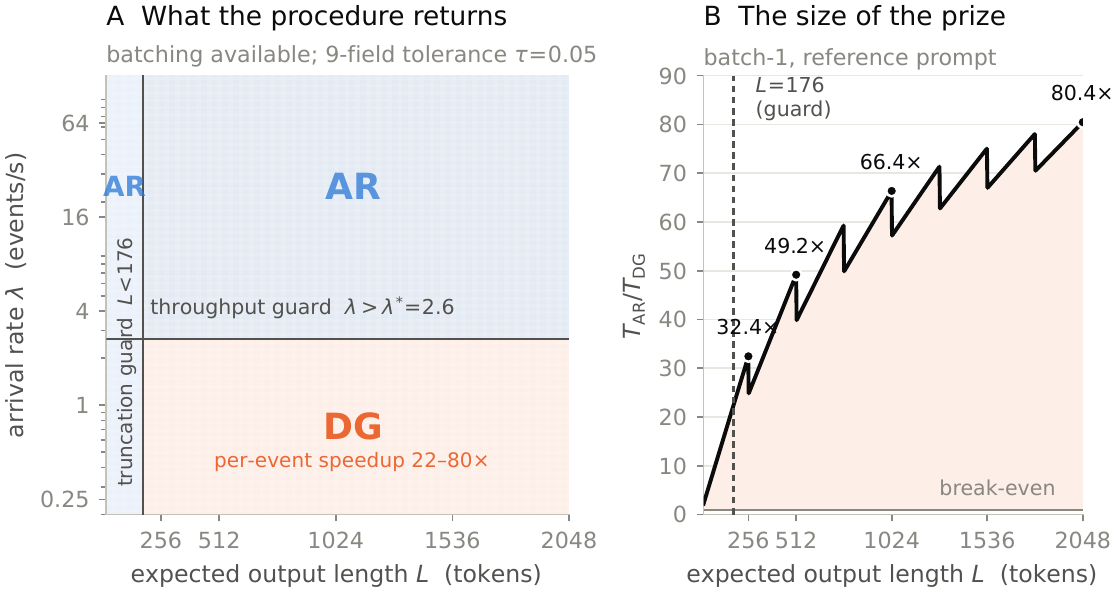 A What the procedure returns
batching available; 9-field tolerance τ=0.05
64
16
4
1
0.25
arrival rate λ (events/s)
AR
AR
truncation guard L<176
throughput guard λ>λ*=2.6
DG
per-event speedup 22–80×
256 512 1024 1536 2048
expected output length L (tokens)
B The size of the prize
batch-1, reference prompt
90
80
70
60
50
40
30
20
10
0
T_AR/T_DG
L=176
(guard)
80.4×
66.4×
49.2×
32.4×
break-even
256 512 1024 1536 2048
expected output length L (tokens)